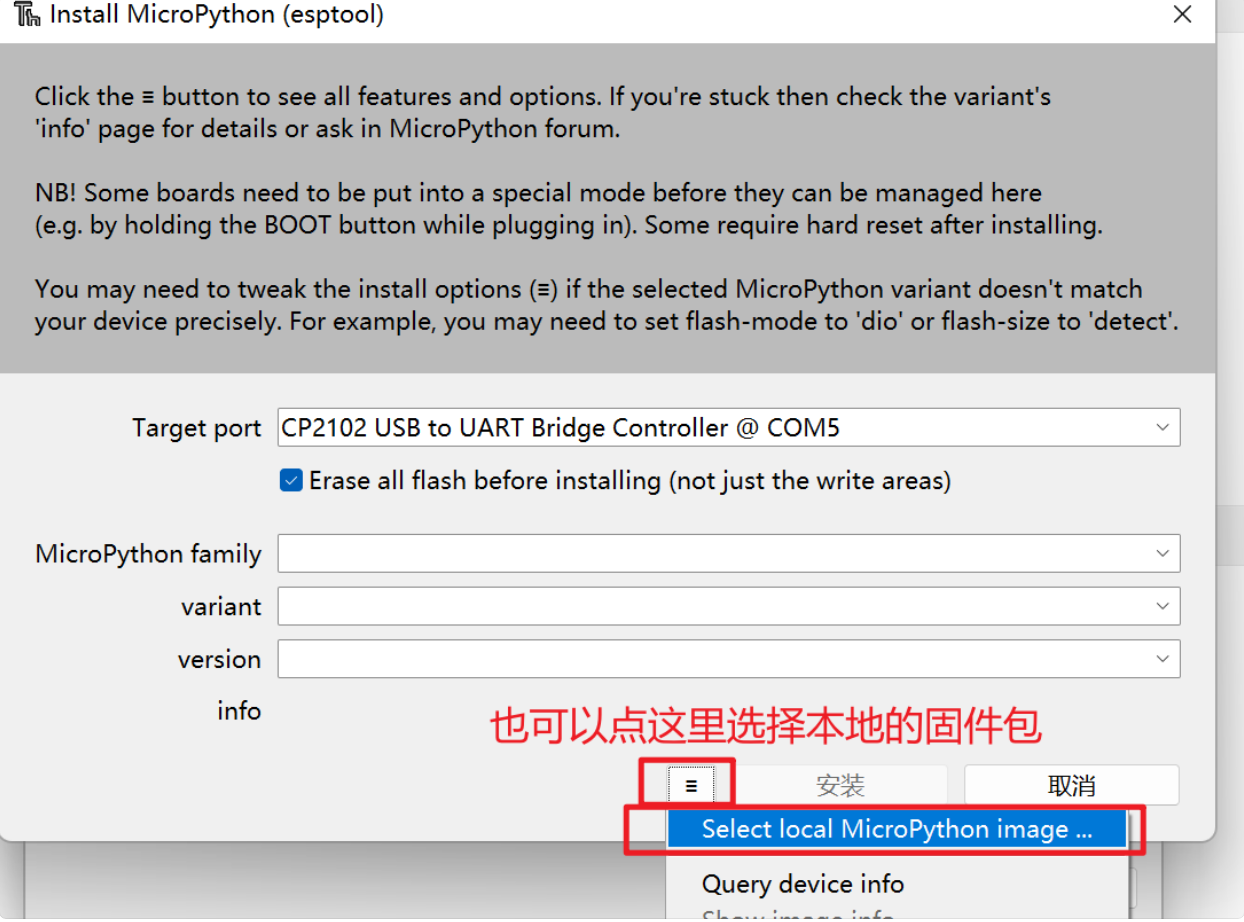 Install MicroPython (esptool)
Click the ≡ button to see all features and options. If you're stuck then check the variant's
'info' page for details or ask in MicroPython forum.
NB! Some boards need to be put into a special mode before they can be managed here
(e.g. by holding the BOOT button while plugging in). Some require hard reset after installing.
You may need to tweak the install options (≡) if the selected MicroPython variant doesn't match
your device precisely. For example, you may need to set flash-mode to 'dio' or flash-size to 'detect'.
Target port CP2102 USB to UART Bridge Controller @ COM5
Erase all flash before installing (not just the write areas)
MicroPython family
variant
version
info
也可以点这里选择本地的固件包
≡ 安装 取消
Select local MicroPython image ...
Query device info
Show image info